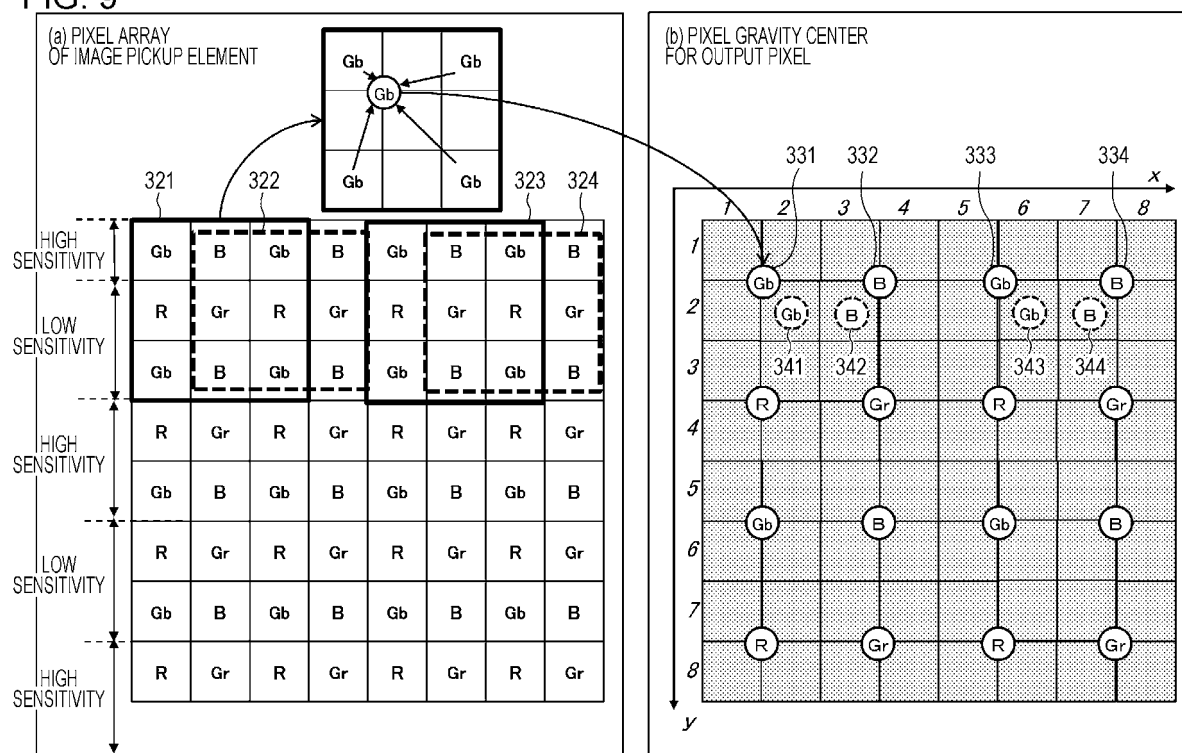 FIG. 9
(a) PIXEL ARRAY
OF IMAGE PICKUP ELEMENT
Gb Gb
Gb
Gb Gb
321 322 323 324
HIGH
SENSITIVITY
LOW
SENSITIVITY
HIGH
SENSITIVITY
LOW
SENSITIVITY
HIGH
SENSITIVITY
Gb B Gb B Gb B Gb B
R Gr R Gr R Gr R Gr
Gb B Gb B Gb B Gb B
R Gr R Gr R Gr R Gr
Gb B Gb B Gb B Gb B
R Gr R Gr R Gr R Gr
Gb B Gb B Gb B Gb B
R Gr R Gr R Gr R Gr
(b) PIXEL GRAVITY CENTER
FOR OUTPUT PIXEL
331 332 333 334
x
1 2 3 4 5 6 7 8
1
Gb B Gb B
2
Gb B Gb B
341 342 343 344
3
R Gr R Gr
4
5
Gb B Gb B
6
7
R Gr R Gr
8
y